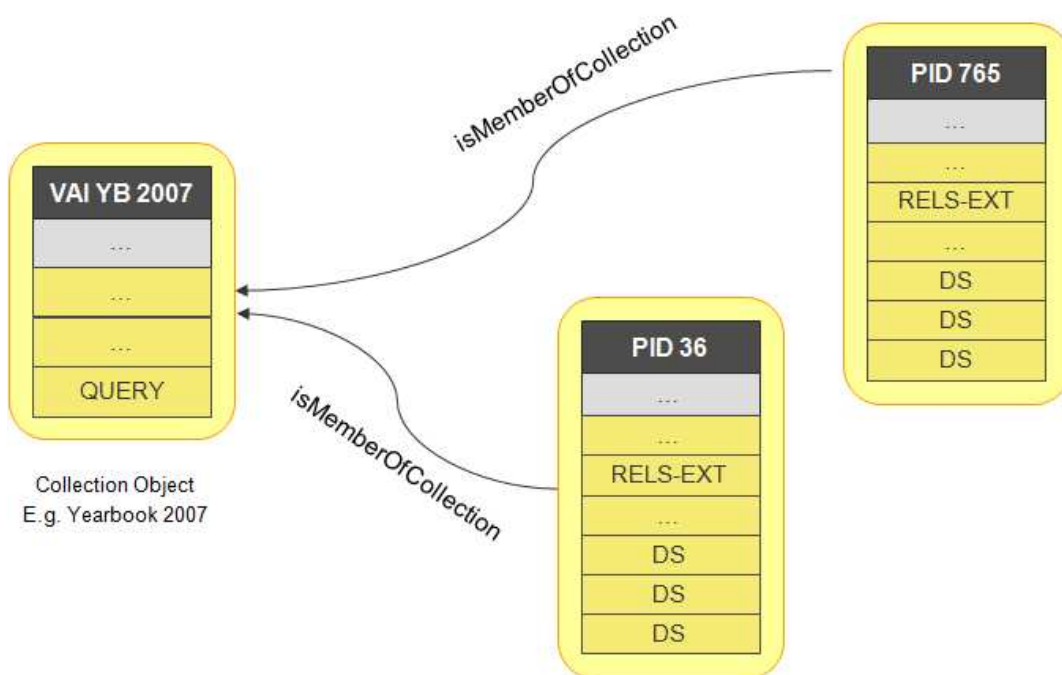 isMemberOfCollection
PID 765
...
...
RELS-EXT
...
DS
DS
DS
VAI YB 2007
...
...
...
QUERY
Collection Object
E.g. Yearbook 2007
isMemberOfCollection
PID 36
...
...
RELS-EXT
...
DS
DS
DS